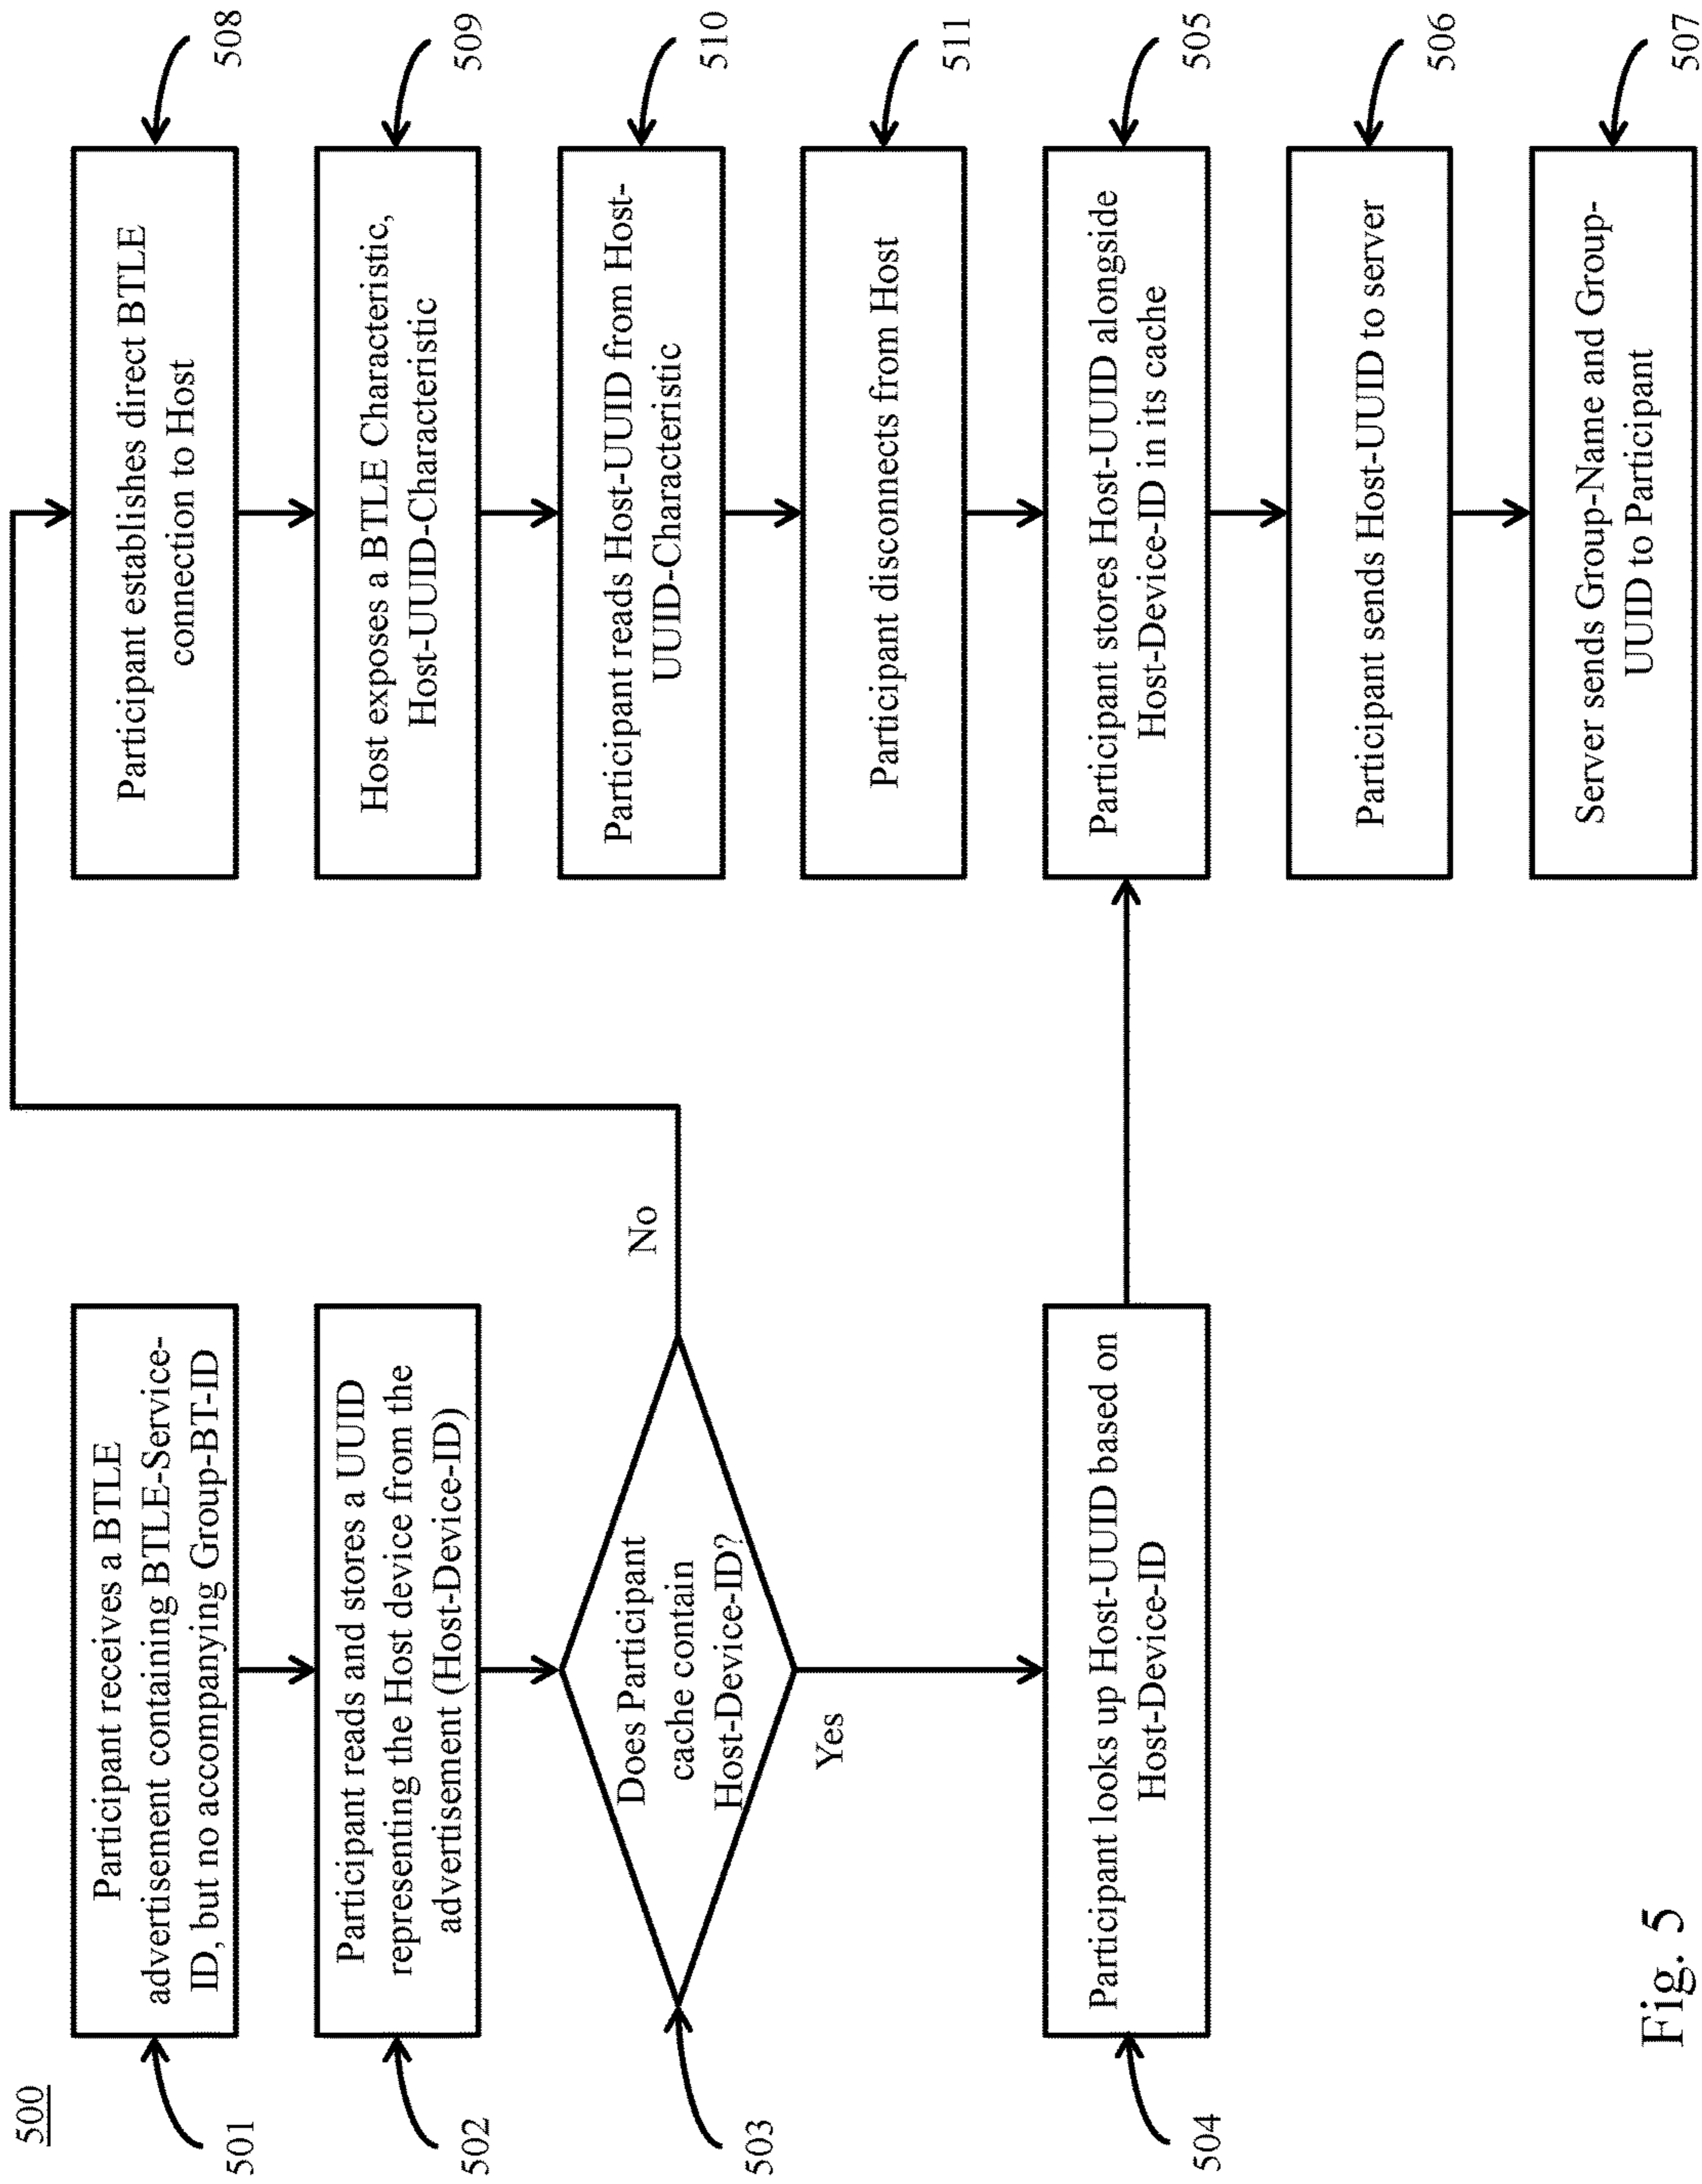 500
Participant receives a BTLE
advertisement containing BTLE-Service-
ID, but no accompanying Group-BT-ID
501
Participant reads and stores a UUID
representing the Host device from the
advertisement (Host-Device-ID)
502
Does Participant
cache contain
Host-Device-ID?
503
No
Yes
Participant looks up Host-UUID based on
Host-Device-ID
504
Participant establishes direct BTLE
connection to Host
508
Host exposes a BTLE Characteristic,
Host-UUID-Characteristic
509
Participant reads Host-UUID from Host-
UUID-Characteristic
510
Participant disconnects from Host
511
Participant stores Host-UUID alongside
Host-Device-ID in its cache
505
Participant sends Host-UUID to server
506
Server sends Group-Name and Group-
UUID to Participant
507
Fig. 5